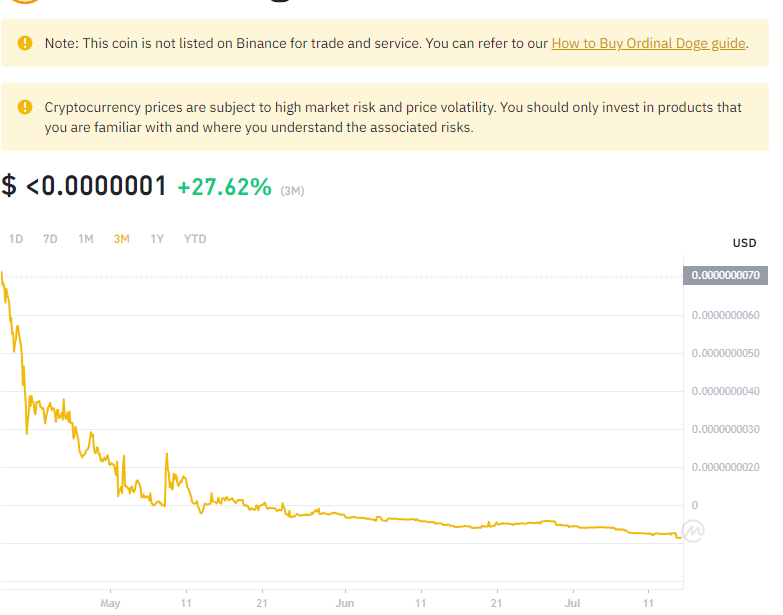 Note: This coin is not listed on Binance for trade and service. You can refer to our How to Buy Ordinal Doge guide.
Cryptocurrency prices are subject to high market risk and price volatility. You should only invest in products that
you are familiar with and where you understand the associated risks.
$ <0.0000001 +27.62% (3M)
1D 7D 1M 3M 1Y YTD
USD
0.0000000070
0.0000000060
0.0000000050
0.0000000040
0.0000000030
0.0000000020
0
May 11 21 Jun 11 21 Jul 11